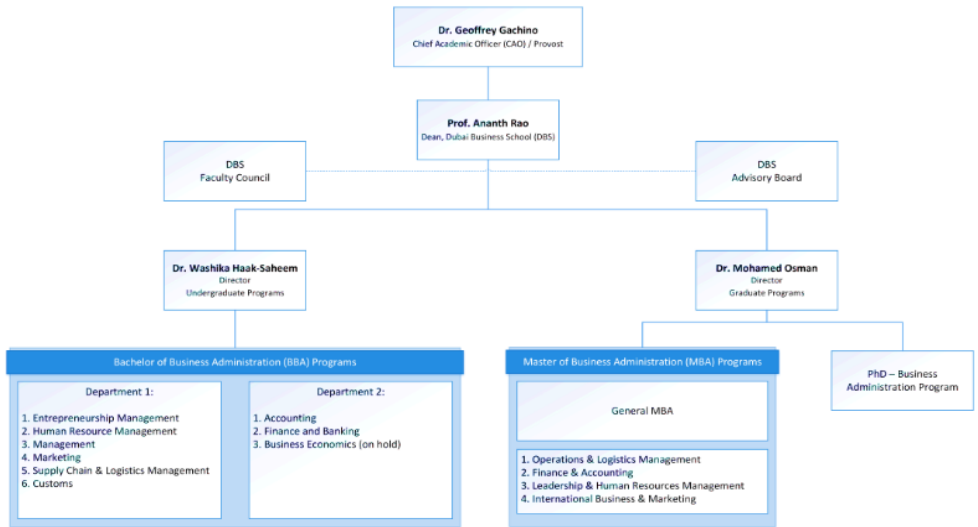 Dr. Geoffrey Gachino
Chief Academic Officer (CAO) / Provost
Prof. Ananth Rao
Dean, Dubai Business School (DBS)
DBS
Faculty Council
DBS
Advisory Board
Dr. Washika Haak-Saheem
Director
Undergraduate Programs
Dr. Mohamed Osman
Director
Graduate Programs
Bachelor of Business Administration (BBA) Programs
Department 1:
1. Entrepreneurship Management
2. Human Resource Management
3. Management
4. Marketing
5. Supply Chain & Logistics Management
6. Customs
Department 2:
1. Accounting
2. Finance and Banking
3. Business Economics (on hold)
Master of Business Administration (MBA) Programs
General MBA
1. Operations & Logistics Management
2. Finance & Accounting
3. Leadership & Human Resources Management
4. International Business & Marketing
PhD – Business
Administration Program